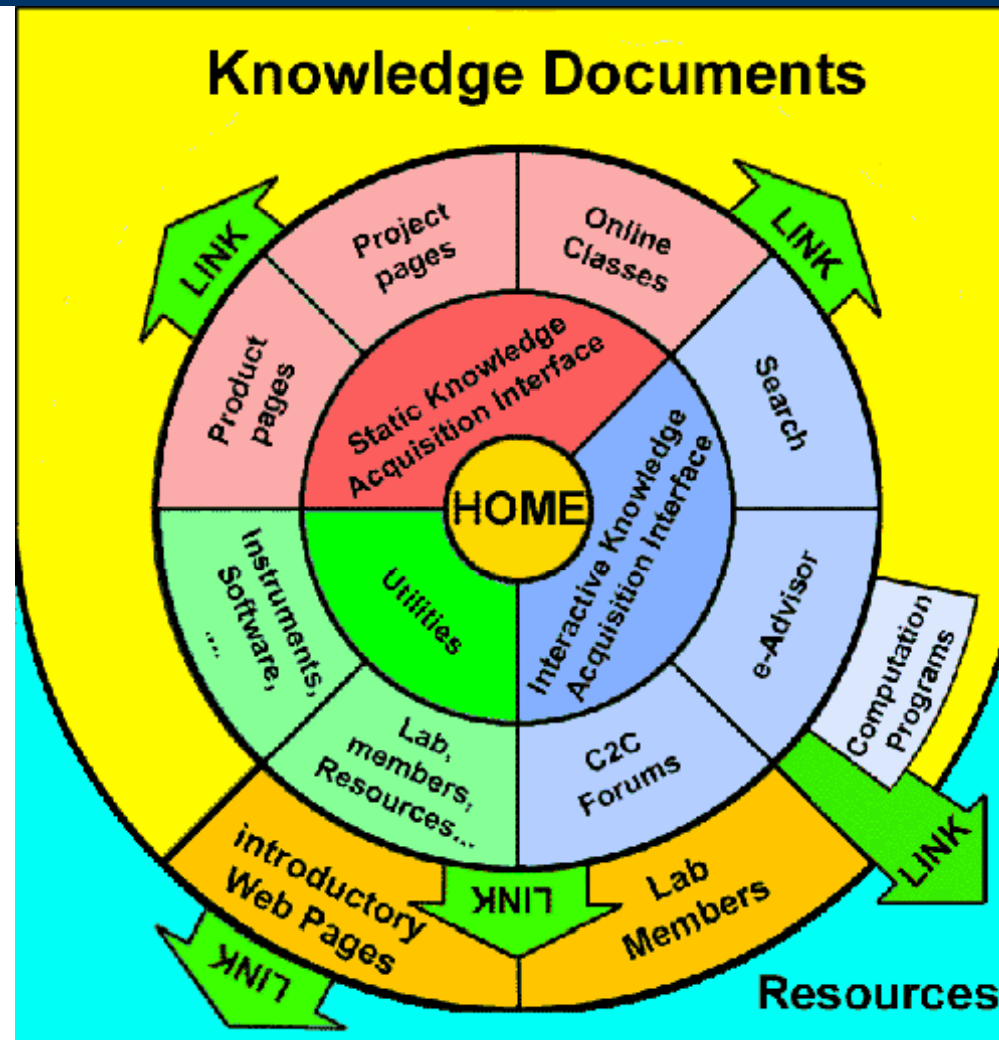 Knowledge Documents
LINK
Project
pages
Online
Classes
LINK
Product
pages
Static Knowledge
Acquisition Interface
Search
HOME
Interactive Knowledge
Acquisition Interface
Utilities
Instruments,
Software,
....
e-Advisor
Computation
Programs
Lab,
members,
Resources...
C2C
Forums
LINK
introductory
Web Pages
LINK
Lab
Members
LINK
Resources